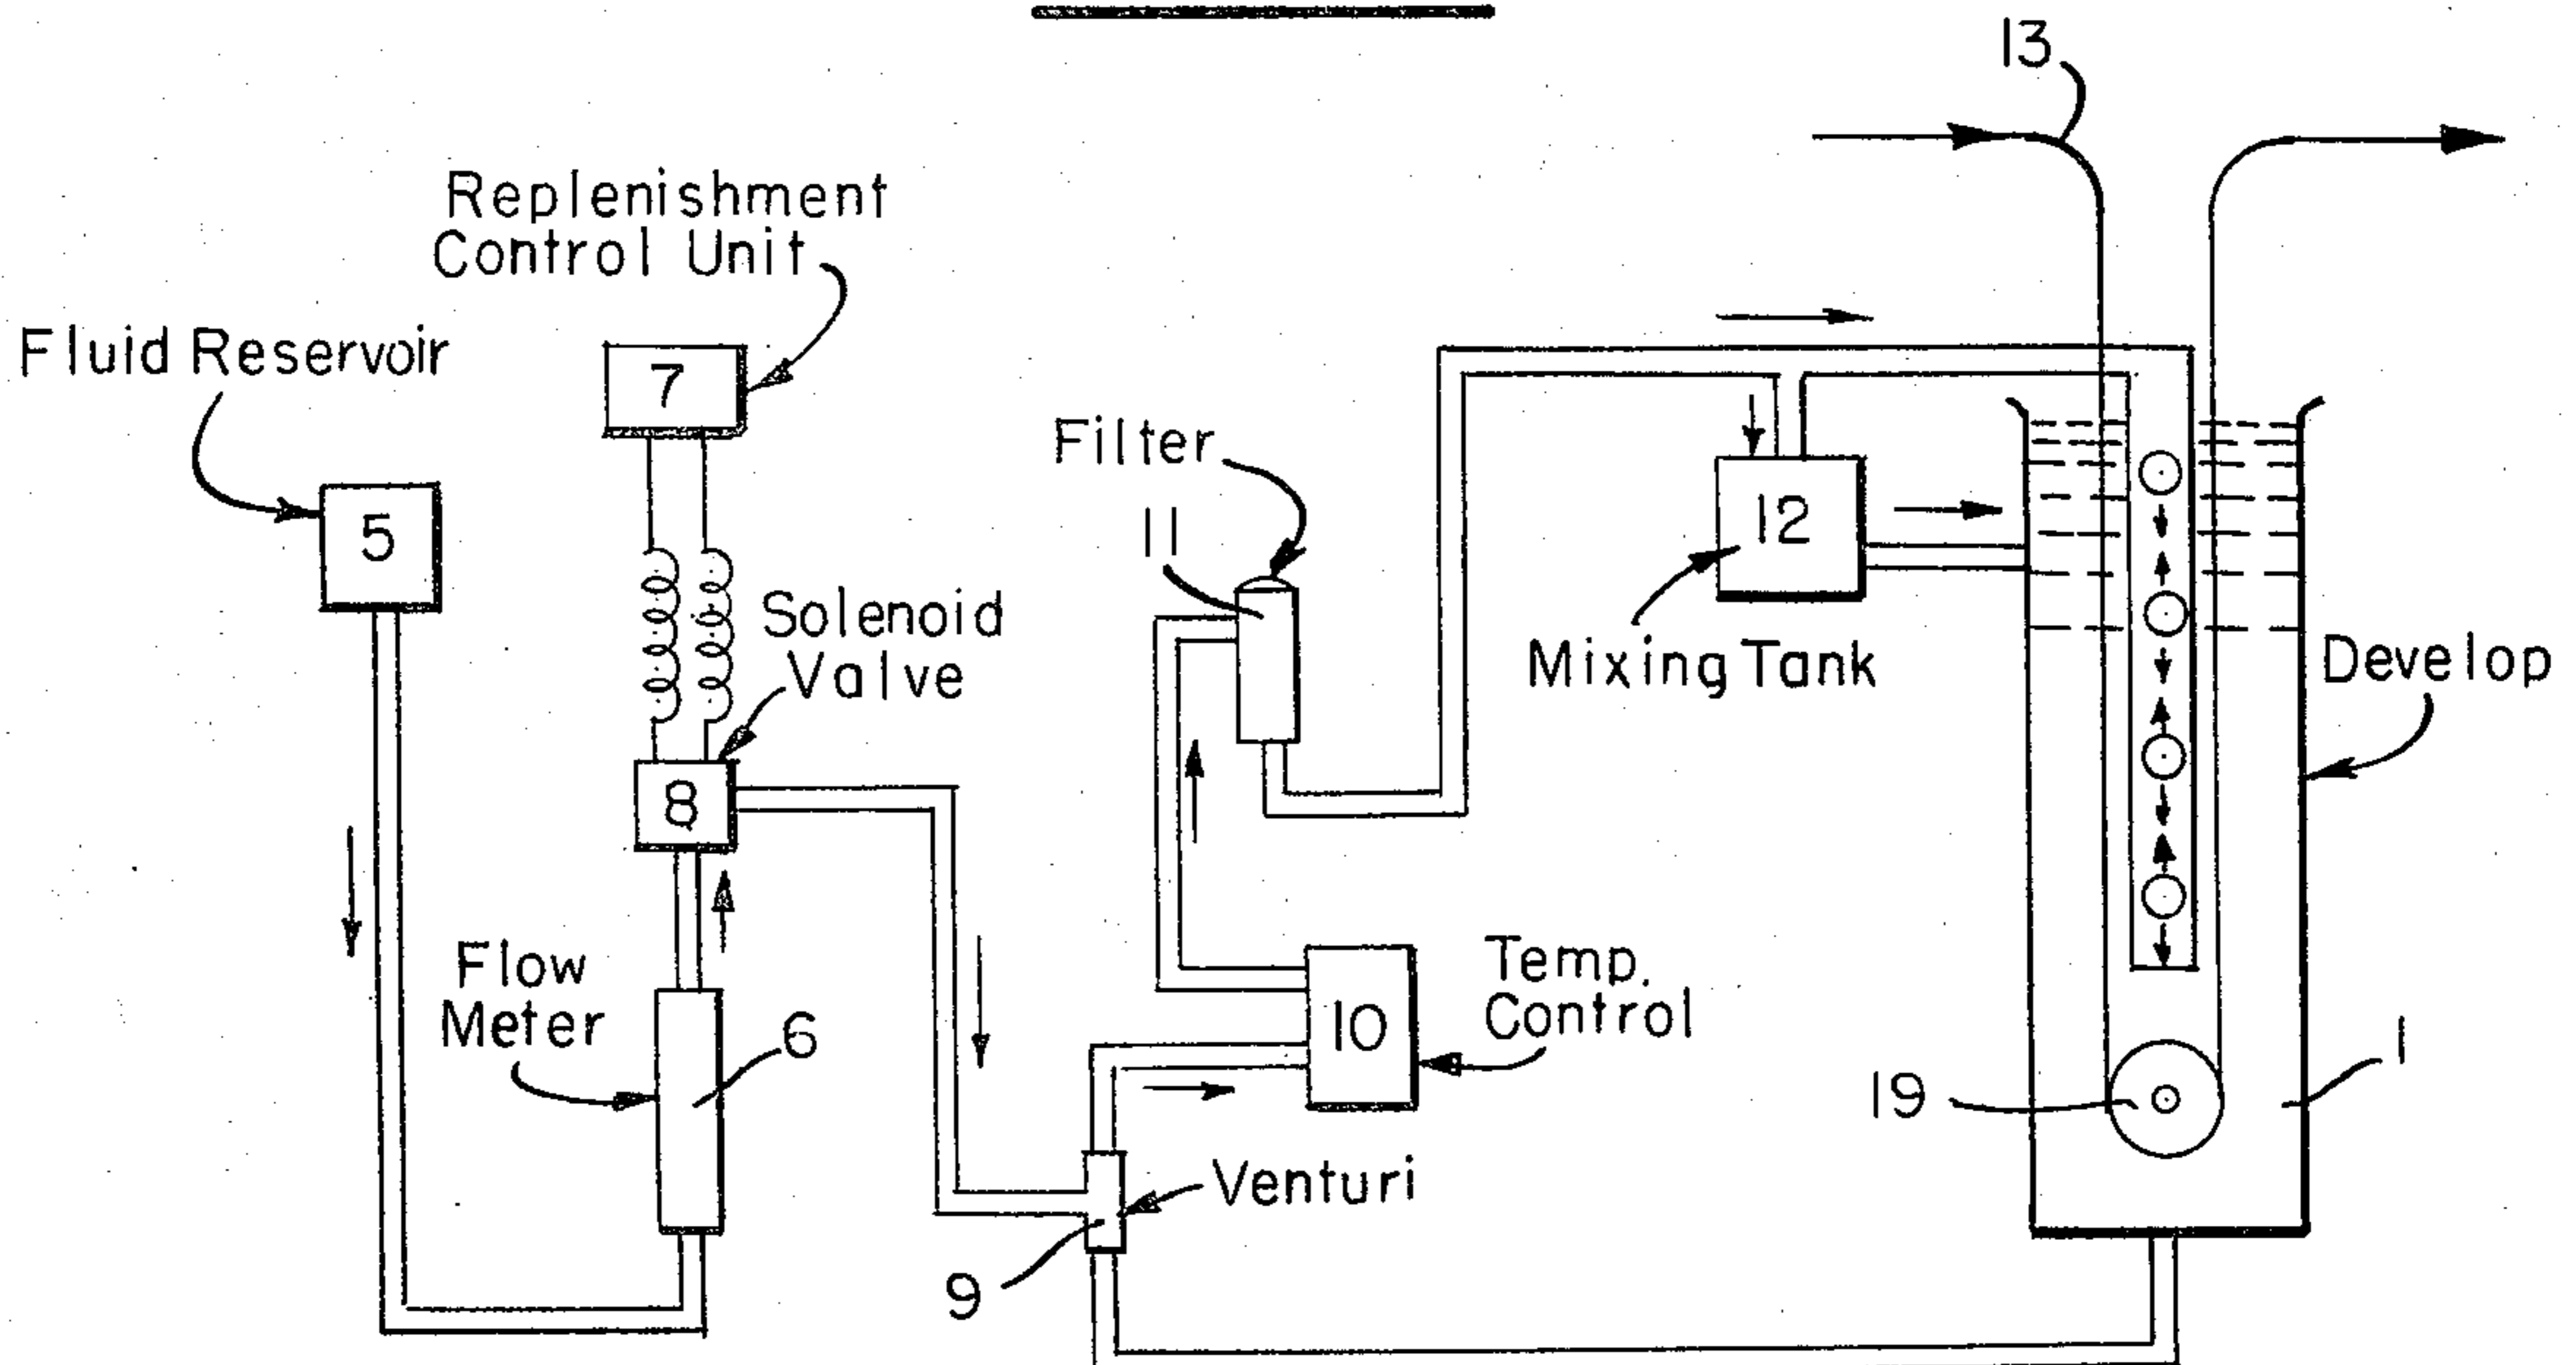 13
Replenishment
Control Unit
Fluid Reservoir
7
Filter
5
11
12
Solenoid
Valve
Mixing Tank
Develop
8
Flow
Meter
6
Temp.
Control
10
1
19
Venturi
9